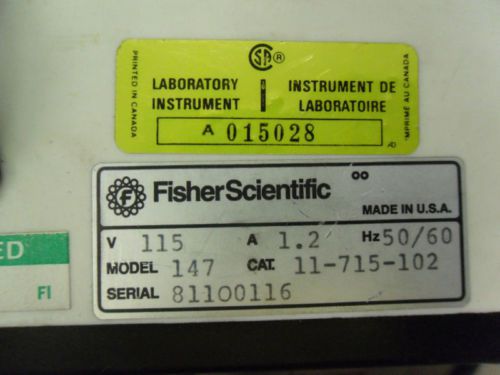 CSA ®
PRINTED IN CANADA
LABORATORY INSTRUMENT DE
INSTRUMENT LABORATOIRE
IMPRIMÉ AU CANADA
A 015028
F FisherScientific
MADE IN U.S.A.
V 115 A 1.2 Hz 50/60
MODEL 147 CAT. 11-715-102
SERIAL 81100116
ED
FI